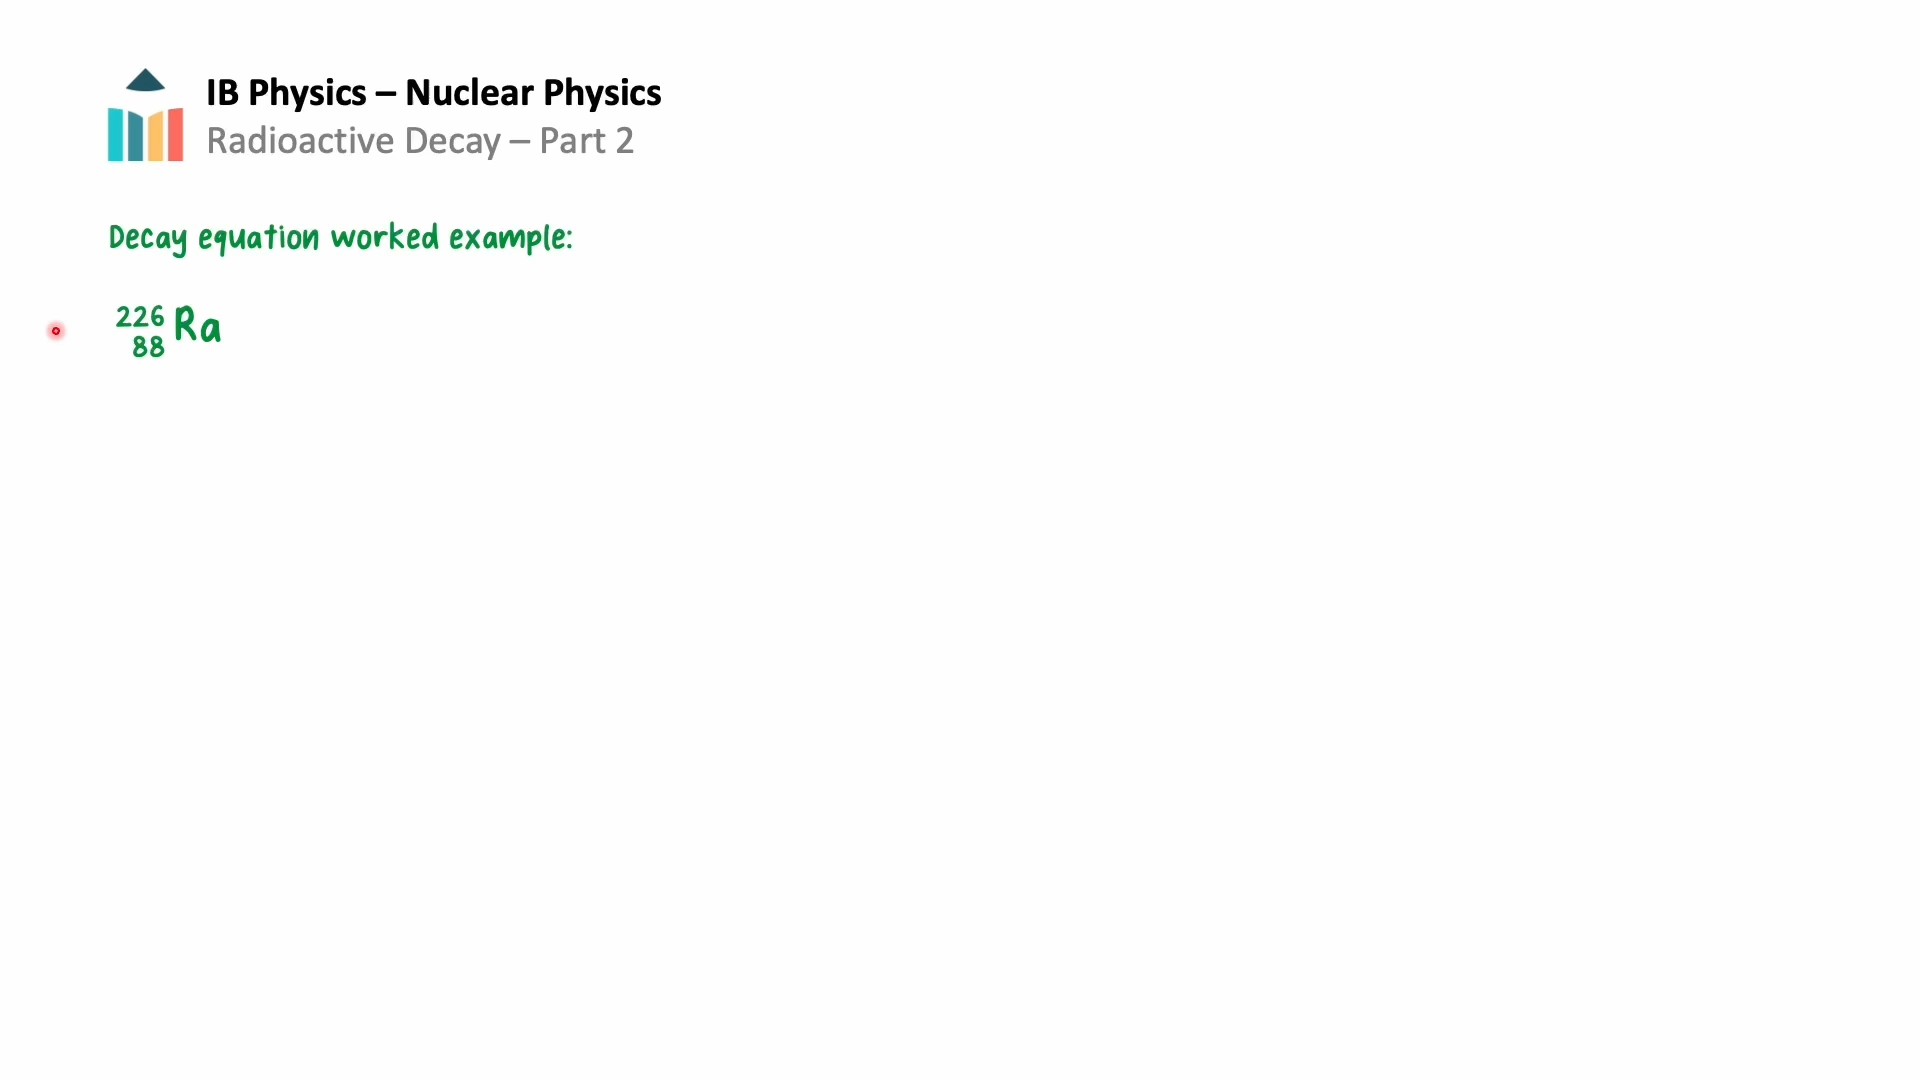 IB Physics – Nuclear Physics
Radioactive Decay – Part 2
Decay equation worked example:
226
88 Ra